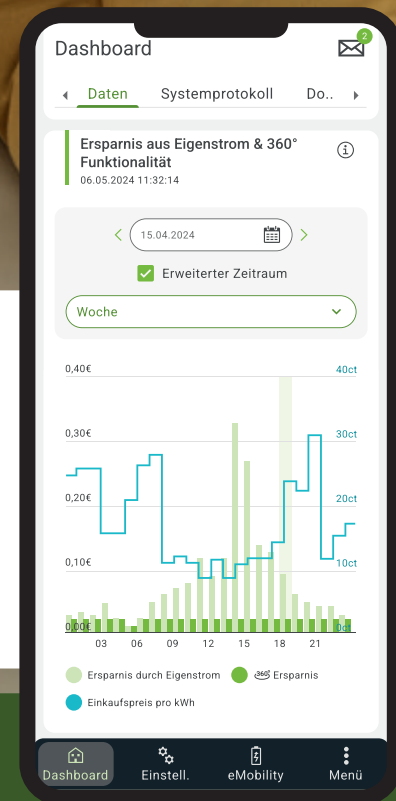 Dashboard
2
Daten Systemprotokoll Do..
Ersparnis aus Eigenstrom & 360°
Funktionalität
06.05.2024 11:32:14
15.04.2024
Erweiterter Zeitraum
Woche
0,40€ 40ct
0,30€ 30ct
0,20€ 20ct
0,10€ 10ct
0,00€ 0ct
03 06 09 12 15 18 21
Ersparnis durch Eigenstrom 360° Ersparnis
Einkaufspreis pro kWh
Dashboard Einstell. eMobility Menü